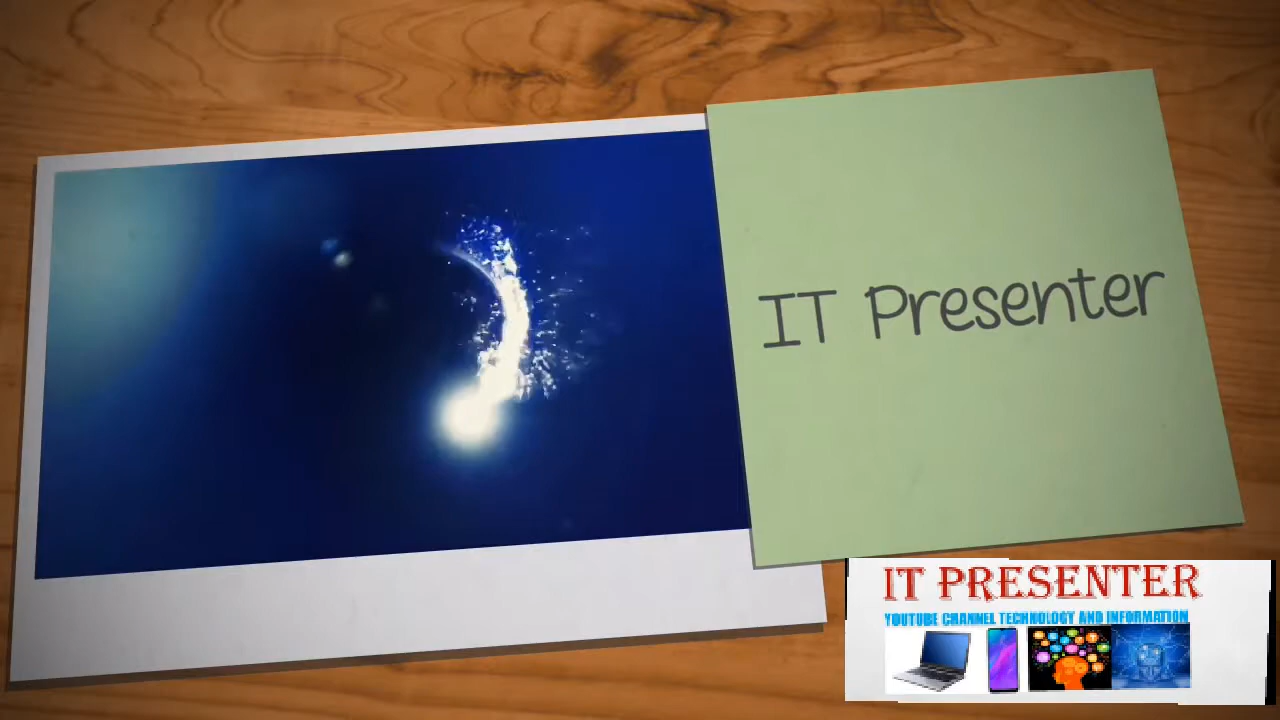 IT Presenter
IT PRESENTER
YOUTUBE CHANNEL TECHNOLOGY AND INFORMATION